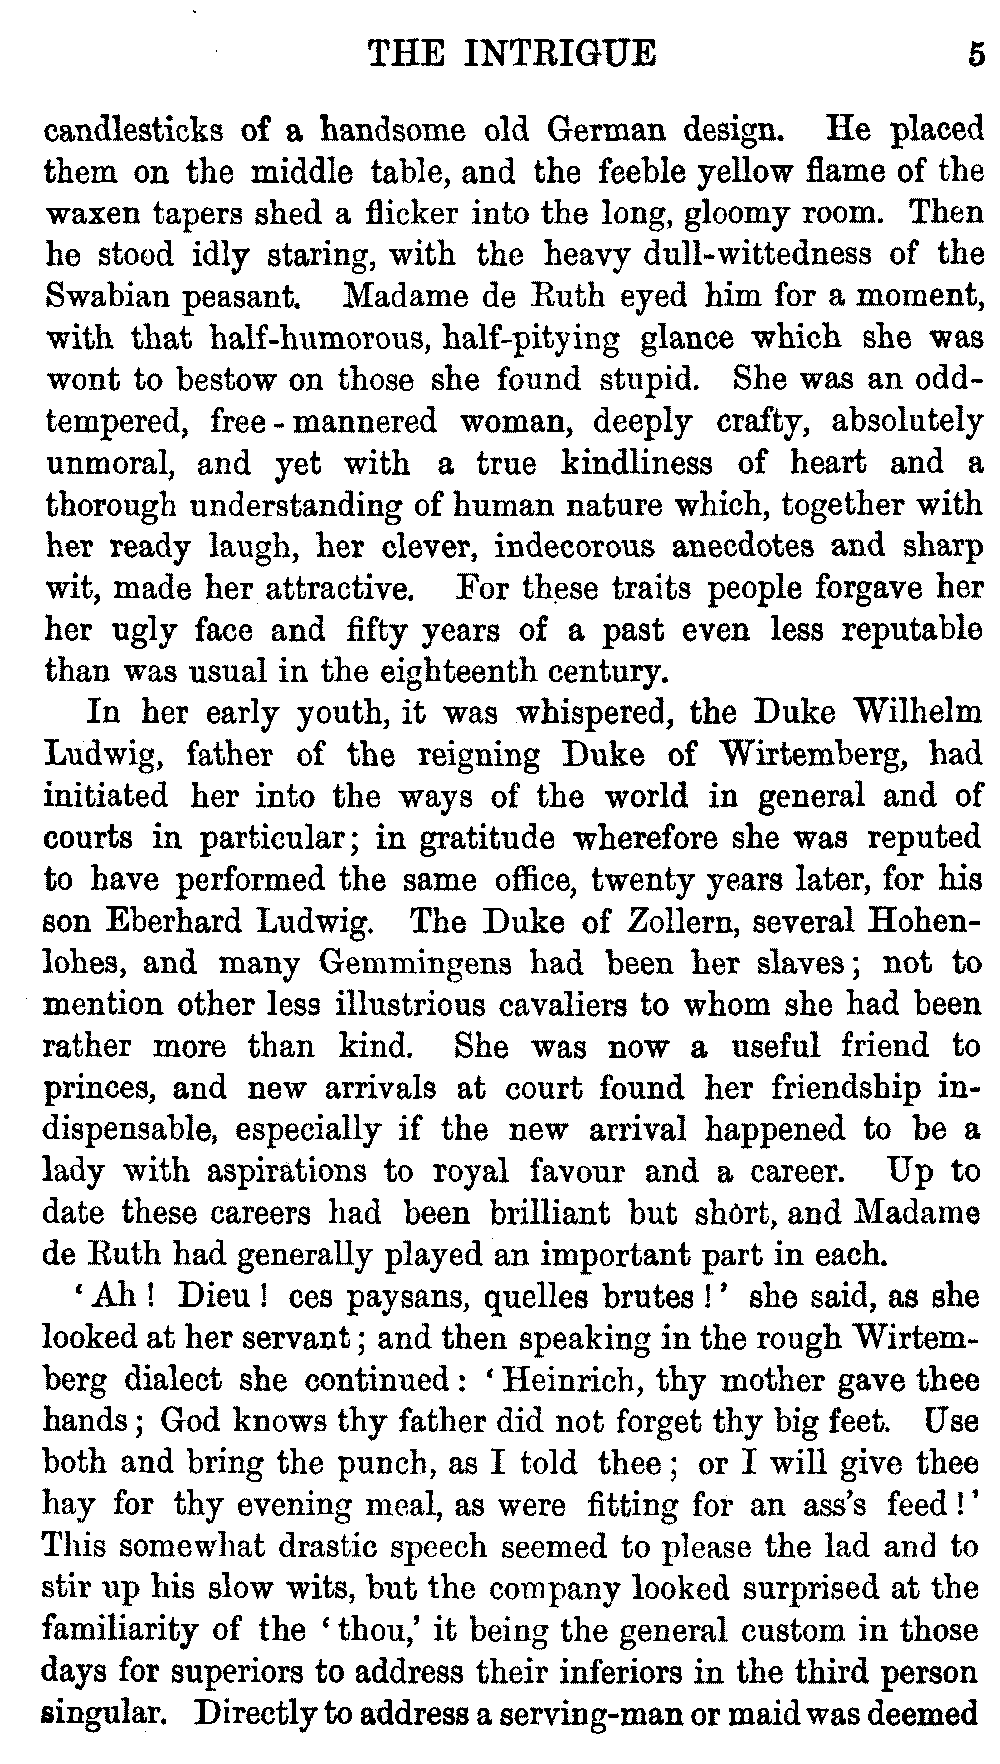 THE INTRIGUE 5
candlesticks of a handsome old German design. He placed
them on the middle table, and the feeble yellow flame of the
waxen tapers shed a flicker into the long, gloomy room. Then
he stood idly staring, with the heavy dull-wittedness of the
Swabian peasant. Madame de Ruth eyed him for a moment,
with that half-humorous, half-pitying glance which she was
wont to bestow on those she found stupid. She was an odd-
tempered, free-mannered woman, deeply crafty, absolutely
unmoral, and yet with a true kindliness of heart and a
thorough understanding of human nature which, together with
her ready laugh, her clever, indecorous anecdotes and sharp
wit, made her attractive. For these traits people forgave her
her ugly face and fifty years of a past even less reputable
than was usual in the eighteenth century.
In her early youth, it was whispered, the Duke Wilhelm
Ludwig, father of the reigning Duke of Wirtemberg, had
initiated her into the ways of the world in general and of
courts in particular; in gratitude wherefore she was reputed
to have performed the same office, twenty years later, for his
son Eberhard Ludwig. The Duke of Zollern, several Hohen-
lohes, and many Gemmingens had been her slaves; not to
mention other less illustrious cavaliers to whom she had been
rather more than kind. She was now a useful friend to
princes, and new arrivals at court found her friendship in-
dispensable, especially if the new arrival happened to be a
lady with aspirations to royal favour and a career. Up to
date these careers had been brilliant but short, and Madame
de Ruth had generally played an important part in each.
'Ah! Dieu! ces paysans, quelles brutes!' she said, as she
looked at her servant; and then speaking in the rough Wirtem-
berg dialect she continued: 'Heinrich, thy mother gave thee
hands; God knows thy father did not forget thy big feet. Use
both and bring the punch, as I told thee; or I will give thee
hay for thy evening meal, as were fitting for an ass's feed!'
This somewhat drastic speech seemed to please the lad and to
stir up his slow wits, but the company looked surprised at the
familiarity of the 'thou,' it being the general custom in those
days for superiors to address their inferiors in the third person
singular. Directly to address a serving-man or maid was deemed